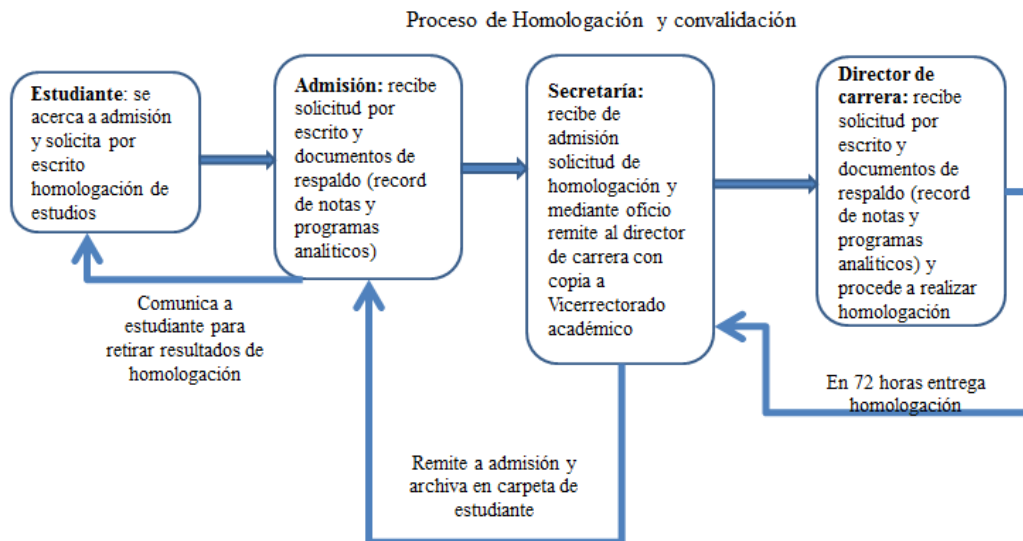 Proceso de Homologación y convalidación
Estudiante: se
acerca a admisión
y solicita por
escrito
homologación de
estudios
Admisión: recibe
solicitud por
escrito y
documentos de
respaldo (record
de notas y
programas
analíticos)
Secretaría:
recibe de
admisión
solicitud de
homologación y
mediante ofício
remite al director
de carrera con
copia a
Vicerrectorado
académico
Director de
carrera: recibe
solicitud por
escrito y
documentos de
respaldo (record
de notas y
programas
analíticos) y
procede a realizar
homologación
Comunica a
estudiante para
retirar resultados de
homologación
En 72 horas entrega
homologación
Remite a admisión y
archiva en carpeta de
estudiante